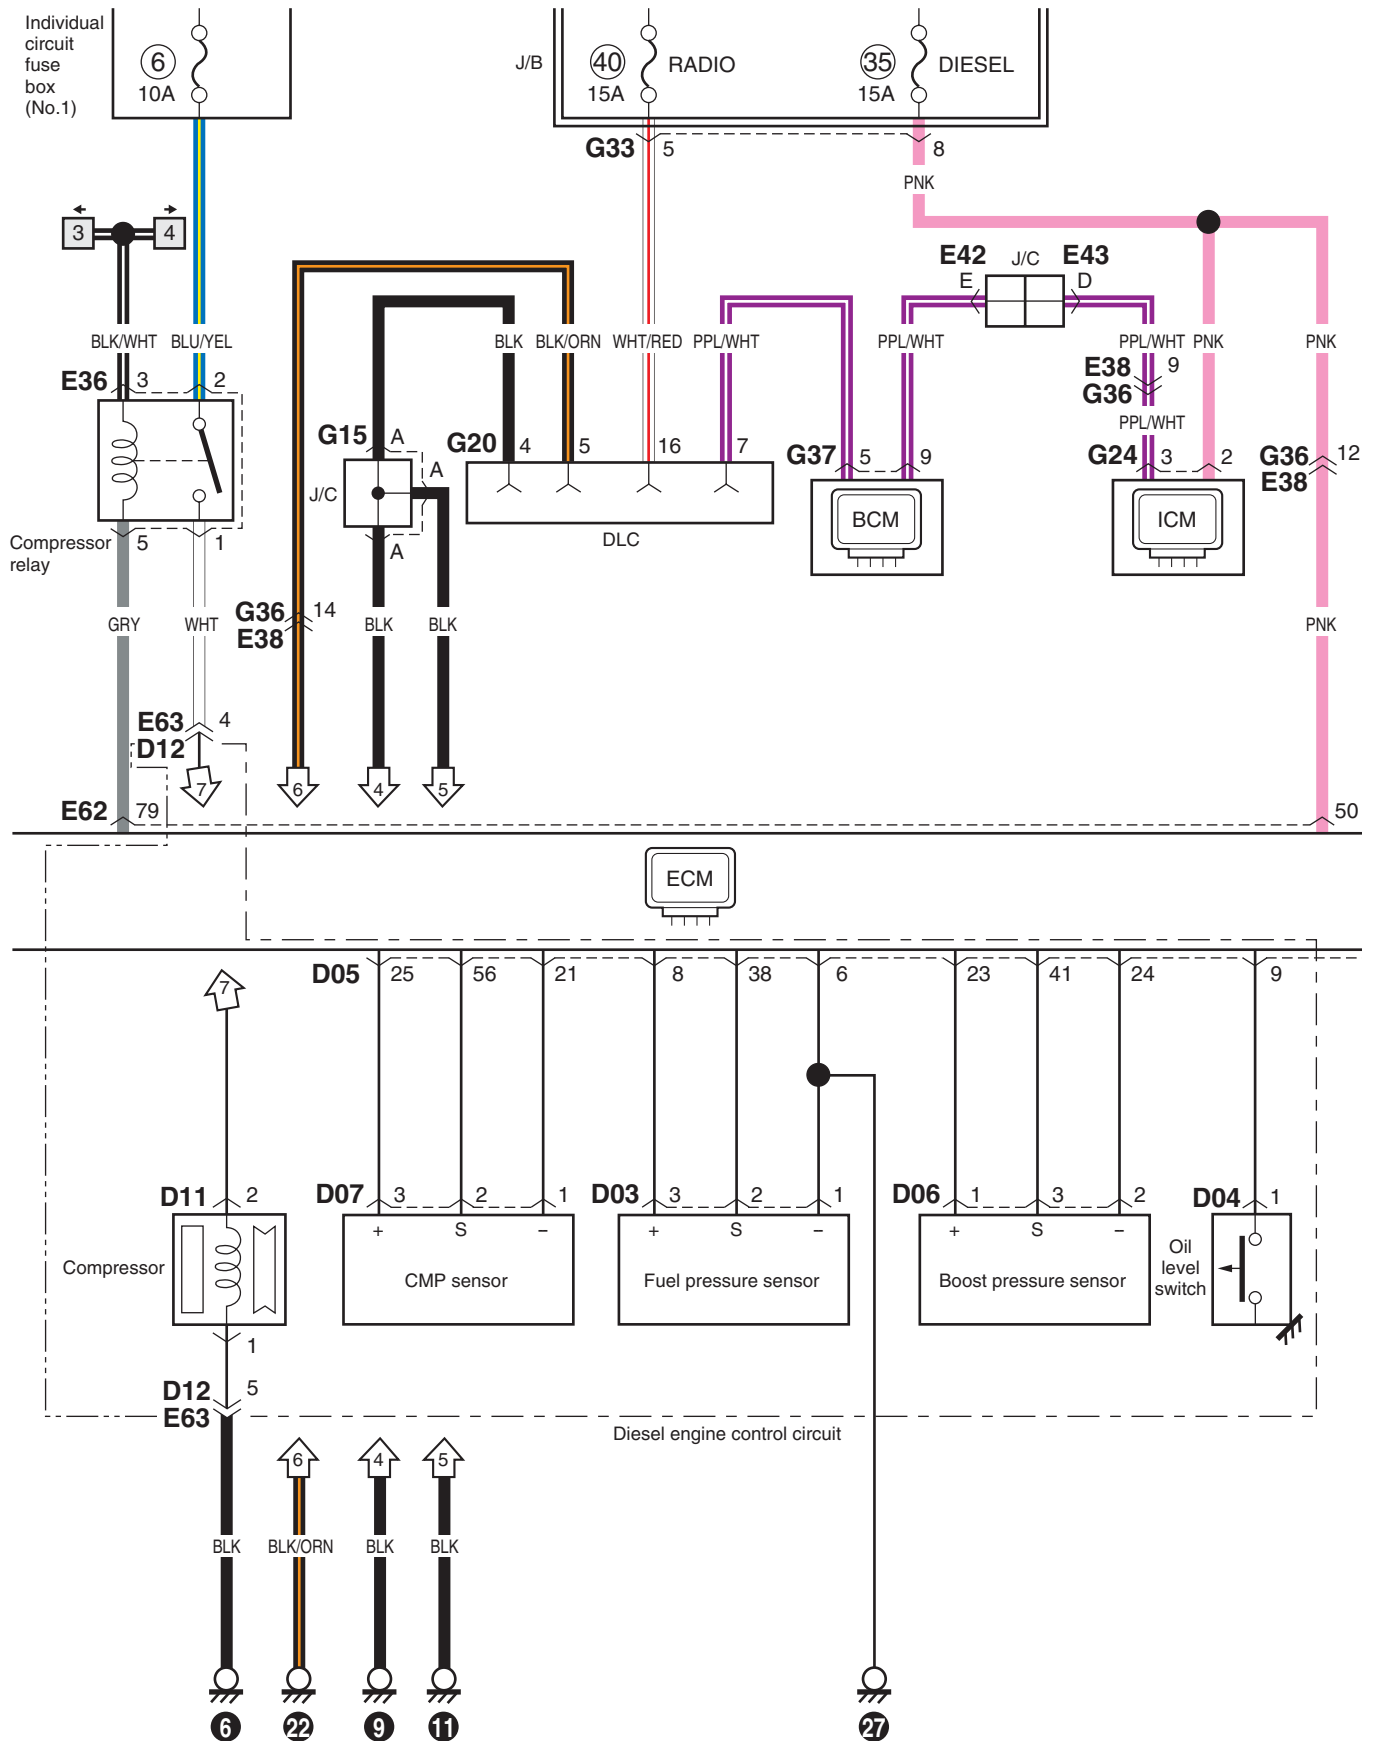 Individual
circuit
fuse
box
(No.1)
6
10A
J/B
40
RADIO
15A
35
DIESEL
15A
G33
5
8
PNK
3
4
E42
J/C
E43
E
D
BLK/WHT
BLU/YEL
BLK
BLK/ORN
WHT/RED
PPL/WHT
PPL/WHT
PPL/WHT
PNK
PNK
E36
3
2
E38
9
G36
PPL/WHT
G15
A
G20
4
5
16
7
G37
5
9
G24
3
2
G36
12
E38
A
J/C
A
DLC
BCM
ICM
Compressor
relay
5
1
G36
14
E38
GRY
WHT
BLK
BLK
PNK
E63
4
D12
7
6
4
5
E62
79
50
ECM
D05
25
56
21
8
38
6
23
41
24
9
7
D11
2
D07
3
2
1
D03
3
2
1
D06
1
3
2
D04
1
+
S
–
+
S
–
+
S
–
Compressor
CMP sensor
Fuel pressure sensor
Boost pressure sensor
Oil
level
switch
1
D12
5
E63
Diesel engine control circuit
6
4
5
BLK
BLK/ORN
BLK
BLK
6
22
9
11
27